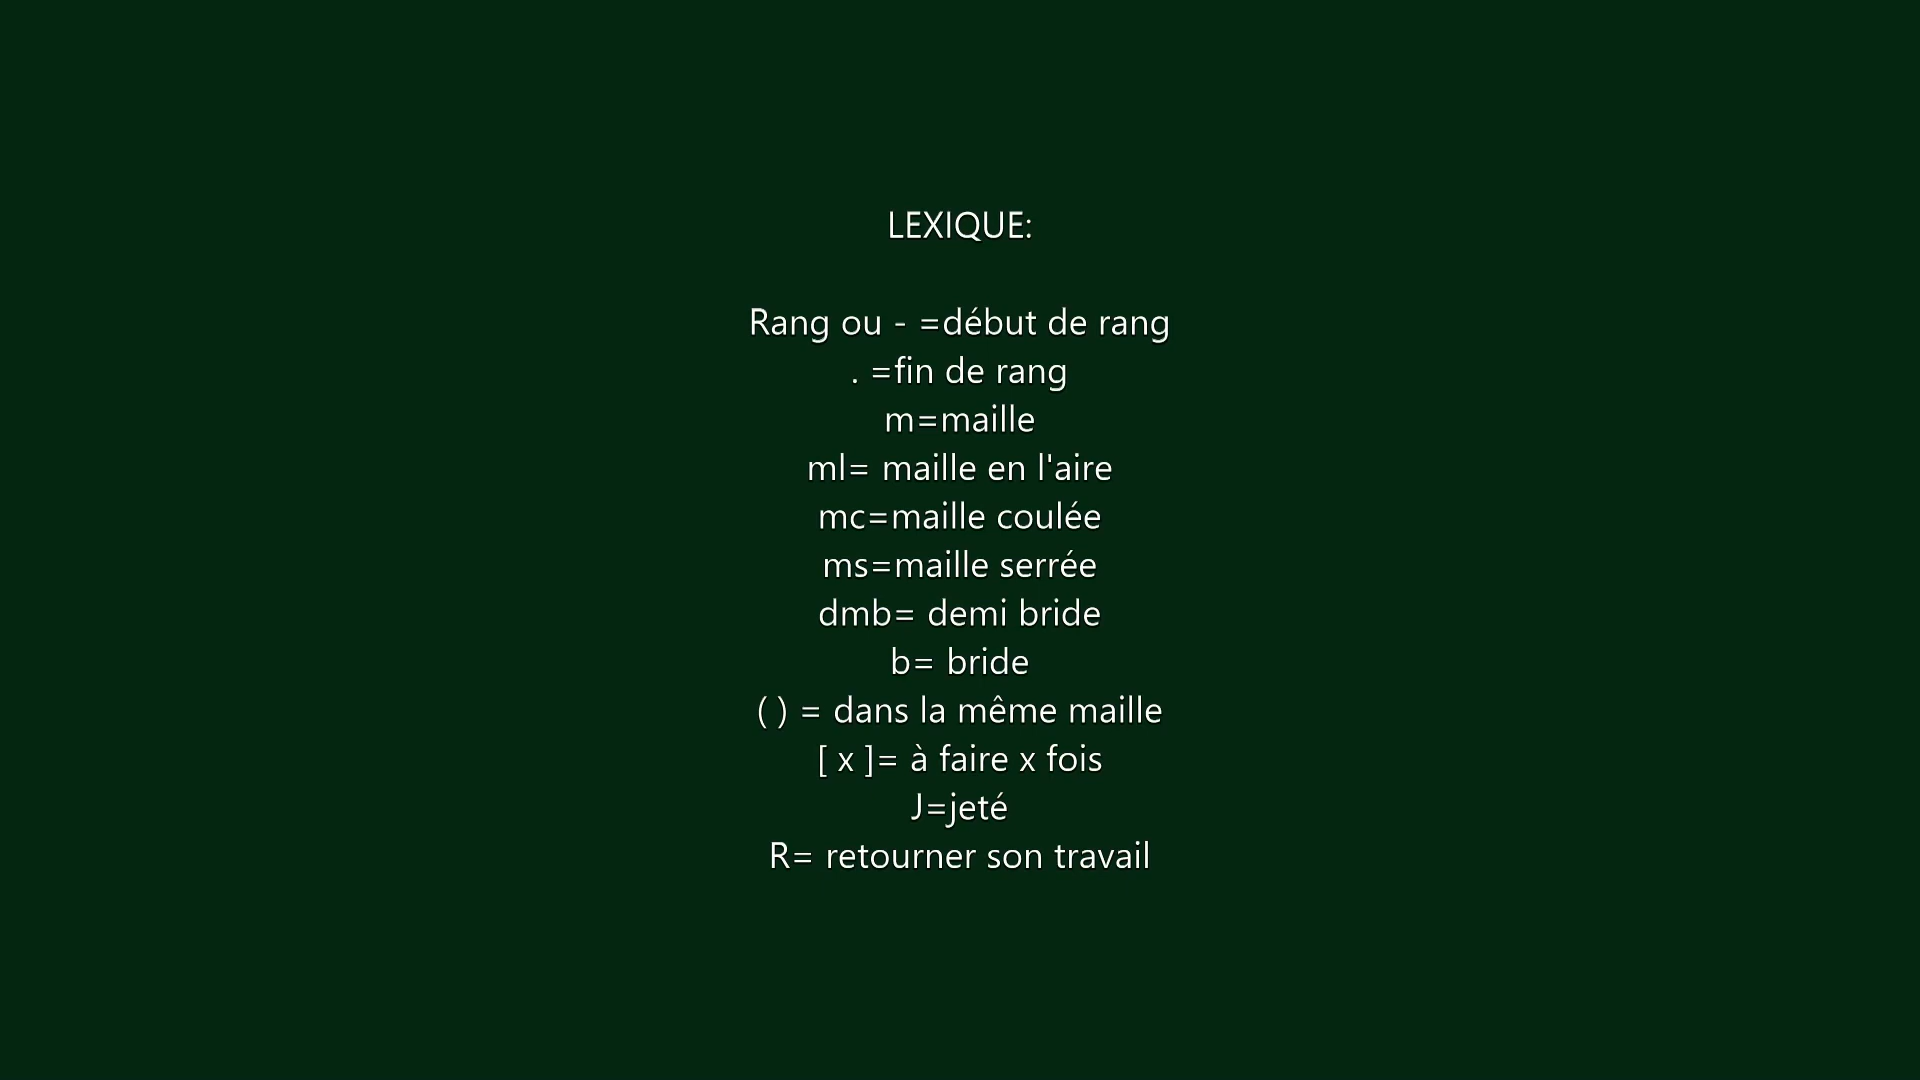 LEXIQUE:
Rang ou - =début de rang
. =fin de rang
m=maille
ml= maille en l'aire
mc=maille coulée
ms=maille serrée
dmb= demi bride
b= bride
( ) = dans la même maille
[ x ]= à faire x fois
J=jeté
R= retourner son travail